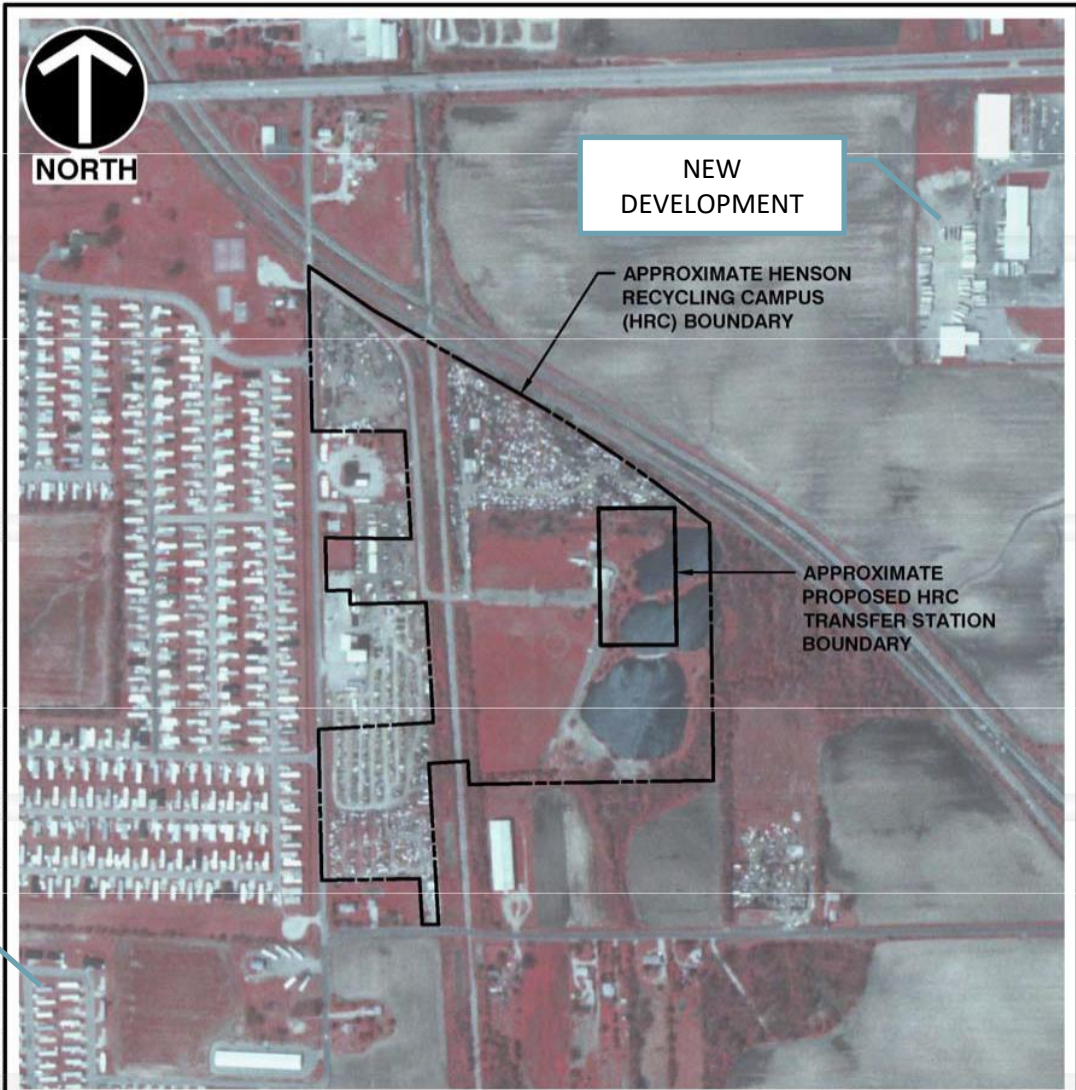 NORTH
NEW
DEVELOPMENT
APPROXIMATE HENSON
RECYCLING CAMPUS
(HRC) BOUNDARY
APPROXIMATE
PROPOSED HRC
TRANSFER STATION
BOUNDARY